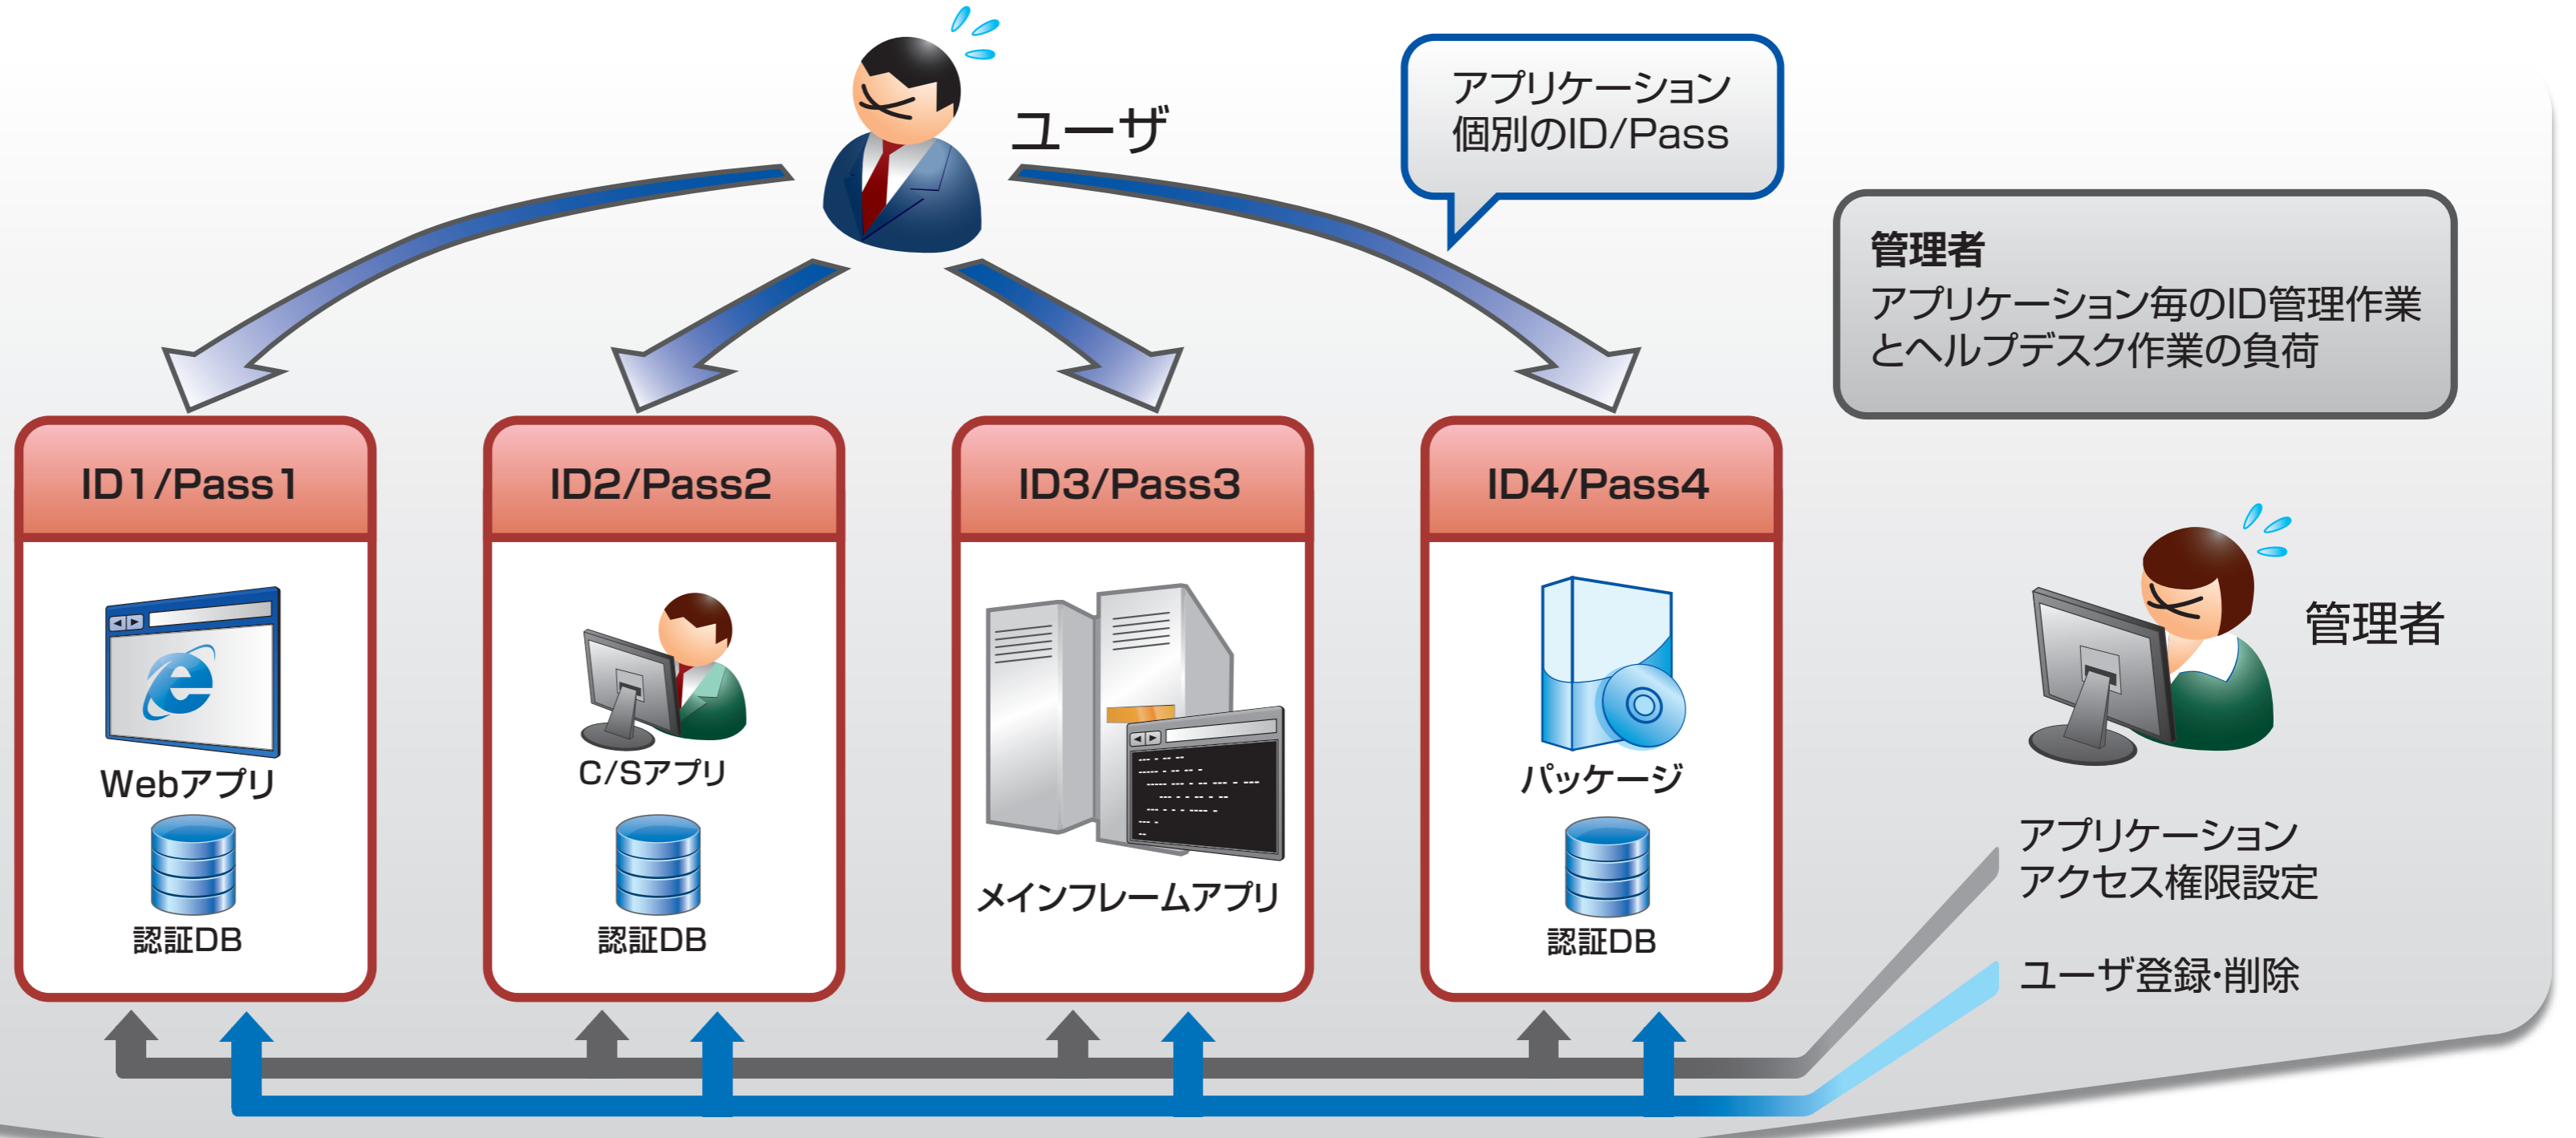 ユーザ
アプリケーション
個別のID/Pass
管理者
アプリケーション毎のID管理作業
とヘルプデスク作業の負荷
ID1/Pass1
ID2/Pass2
ID3/Pass3
ID4/Pass4
Webアプリ
認証DB
C/Sアプリ
認証DB
メインフレームアプリ
パッケージ
認証DB
管理者
アプリケーション
アクセス権限設定
ユーザ登録・削除